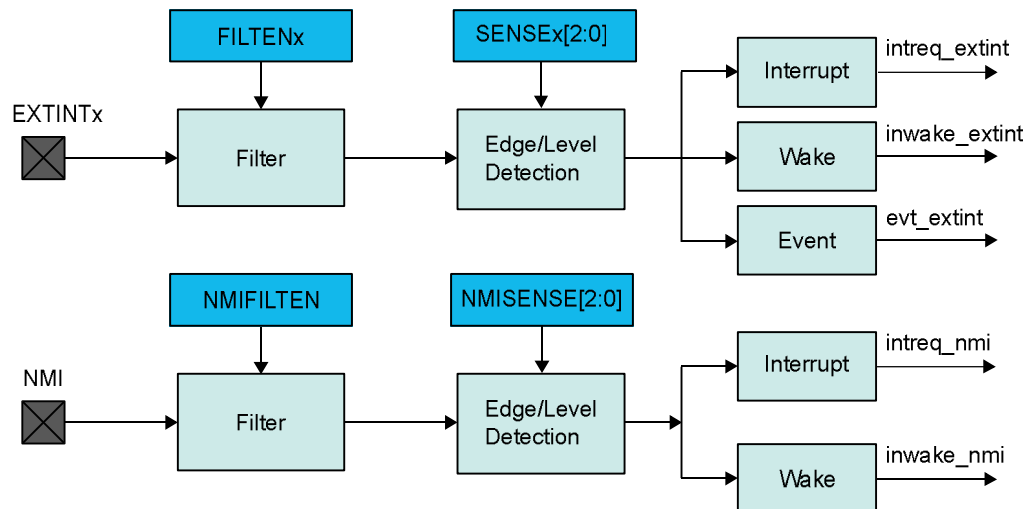 FILTENx
SENSEx[2:0]
intreq_extint
Interrupt
EXTINTx
inwake_extint
Filter
Edge/Level
Detection
Wake
evt_extint
Event
NMIFILTEN
NMISENSE[2:0]
intreq_nmi
Interrupt
NMI
Filter
Edge/Level
Detection
inwake_nmi
Wake